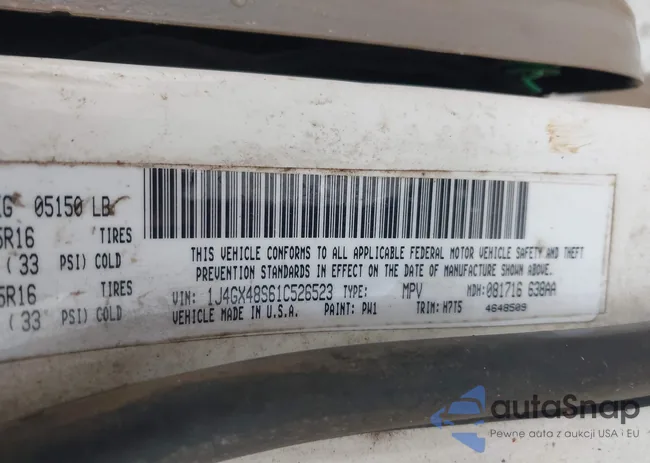 KG 05150 LB
5R16 TIRES
( 33 PSI) COLD
5R16 TIRES
( 33 PSI) COLD
THIS VEHICLE CONFORMS TO ALL APPLICABLE FEDERAL MOTOR VEHICLE SAFETY AND THEFT
PREVENTION STANDARDS IN EFFECT ON THE DATE OF MANUFACTURE SHOWN ABOVE.
VIN: 1J4GX48S61C526523 TYPE: MPV MDH: 081716 638AA
VEHICLE MADE IN U.S.A. PAINT: PW1 TRIM: H7T5 4648509
autoSnap
Pewne auta z aukcji USA i EU